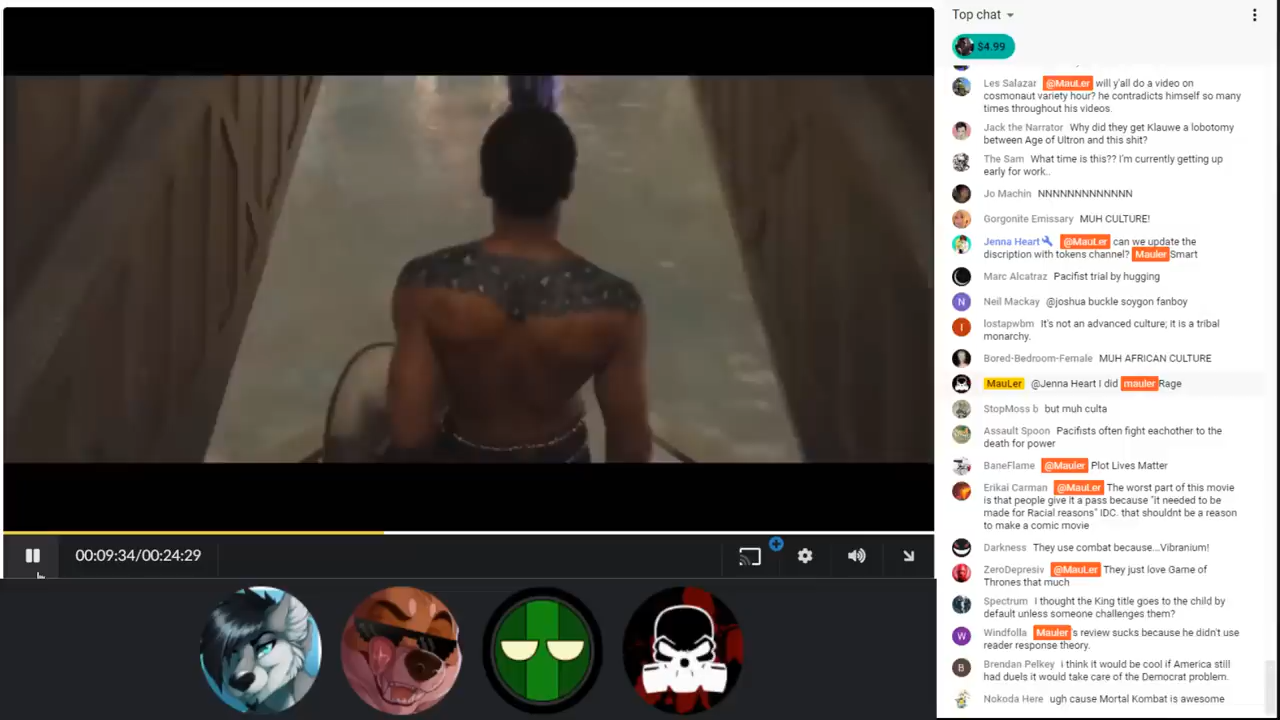 Top chat
$4.99
Les Salazar @MauLer will y'all do a video on
cosmonaut variety hour? he contradicts himself so many
times throughout his videos.
Jack the Narrator Why did they get Klauwe a lobotomy
between Age of Ultron and this shit?
The Sam What time is this?? I'm currently getting up
early for work..
Jo Machin NNNNNNNNNNNNN
Gorgonite Emissary MUH CULTURE!
Jenna Heart @MauLer can we update the
discription with tokens channel? Mauler Smart
Marc Alcatraz Pacifist trial by hugging
N Neil Mackay @joshua buckle soygon fanboy
I lostapwbm It's not an advanced culture; it is a tribal
monarchy.
Bored-Bedroom-Female MUH AFRICAN CULTURE
MauLer @Jenna Heart I did mauler Rage
StopMoss b but muh culta
Assault Spoon Pacifists often fight eachother to the
death for power
BaneFlame @Mauler Plot Lives Matter
Erikai Carman @MauLer The worst part of this movie
is that people give it a pass because "it needed to be
made for Racial reasons" IDC. that shouldnt be a reason
to make a comic movie
Darkness They use combat because...Vibranium!
ZeroDepresiv @MauLer They just love Game of
Thrones that much
Spectrum I thought the King title goes to the child by
default unless someone challenges them?
W Windfolla Mauler's review sucks because he didn't use
reader response theory.
B Brendan Pelkey i think it would be cool if America still
had duels it would take care of the Democrat problem.
Nokoda Here ugh cause Mortal Kombat is awesome
00:09:34/00:24:29